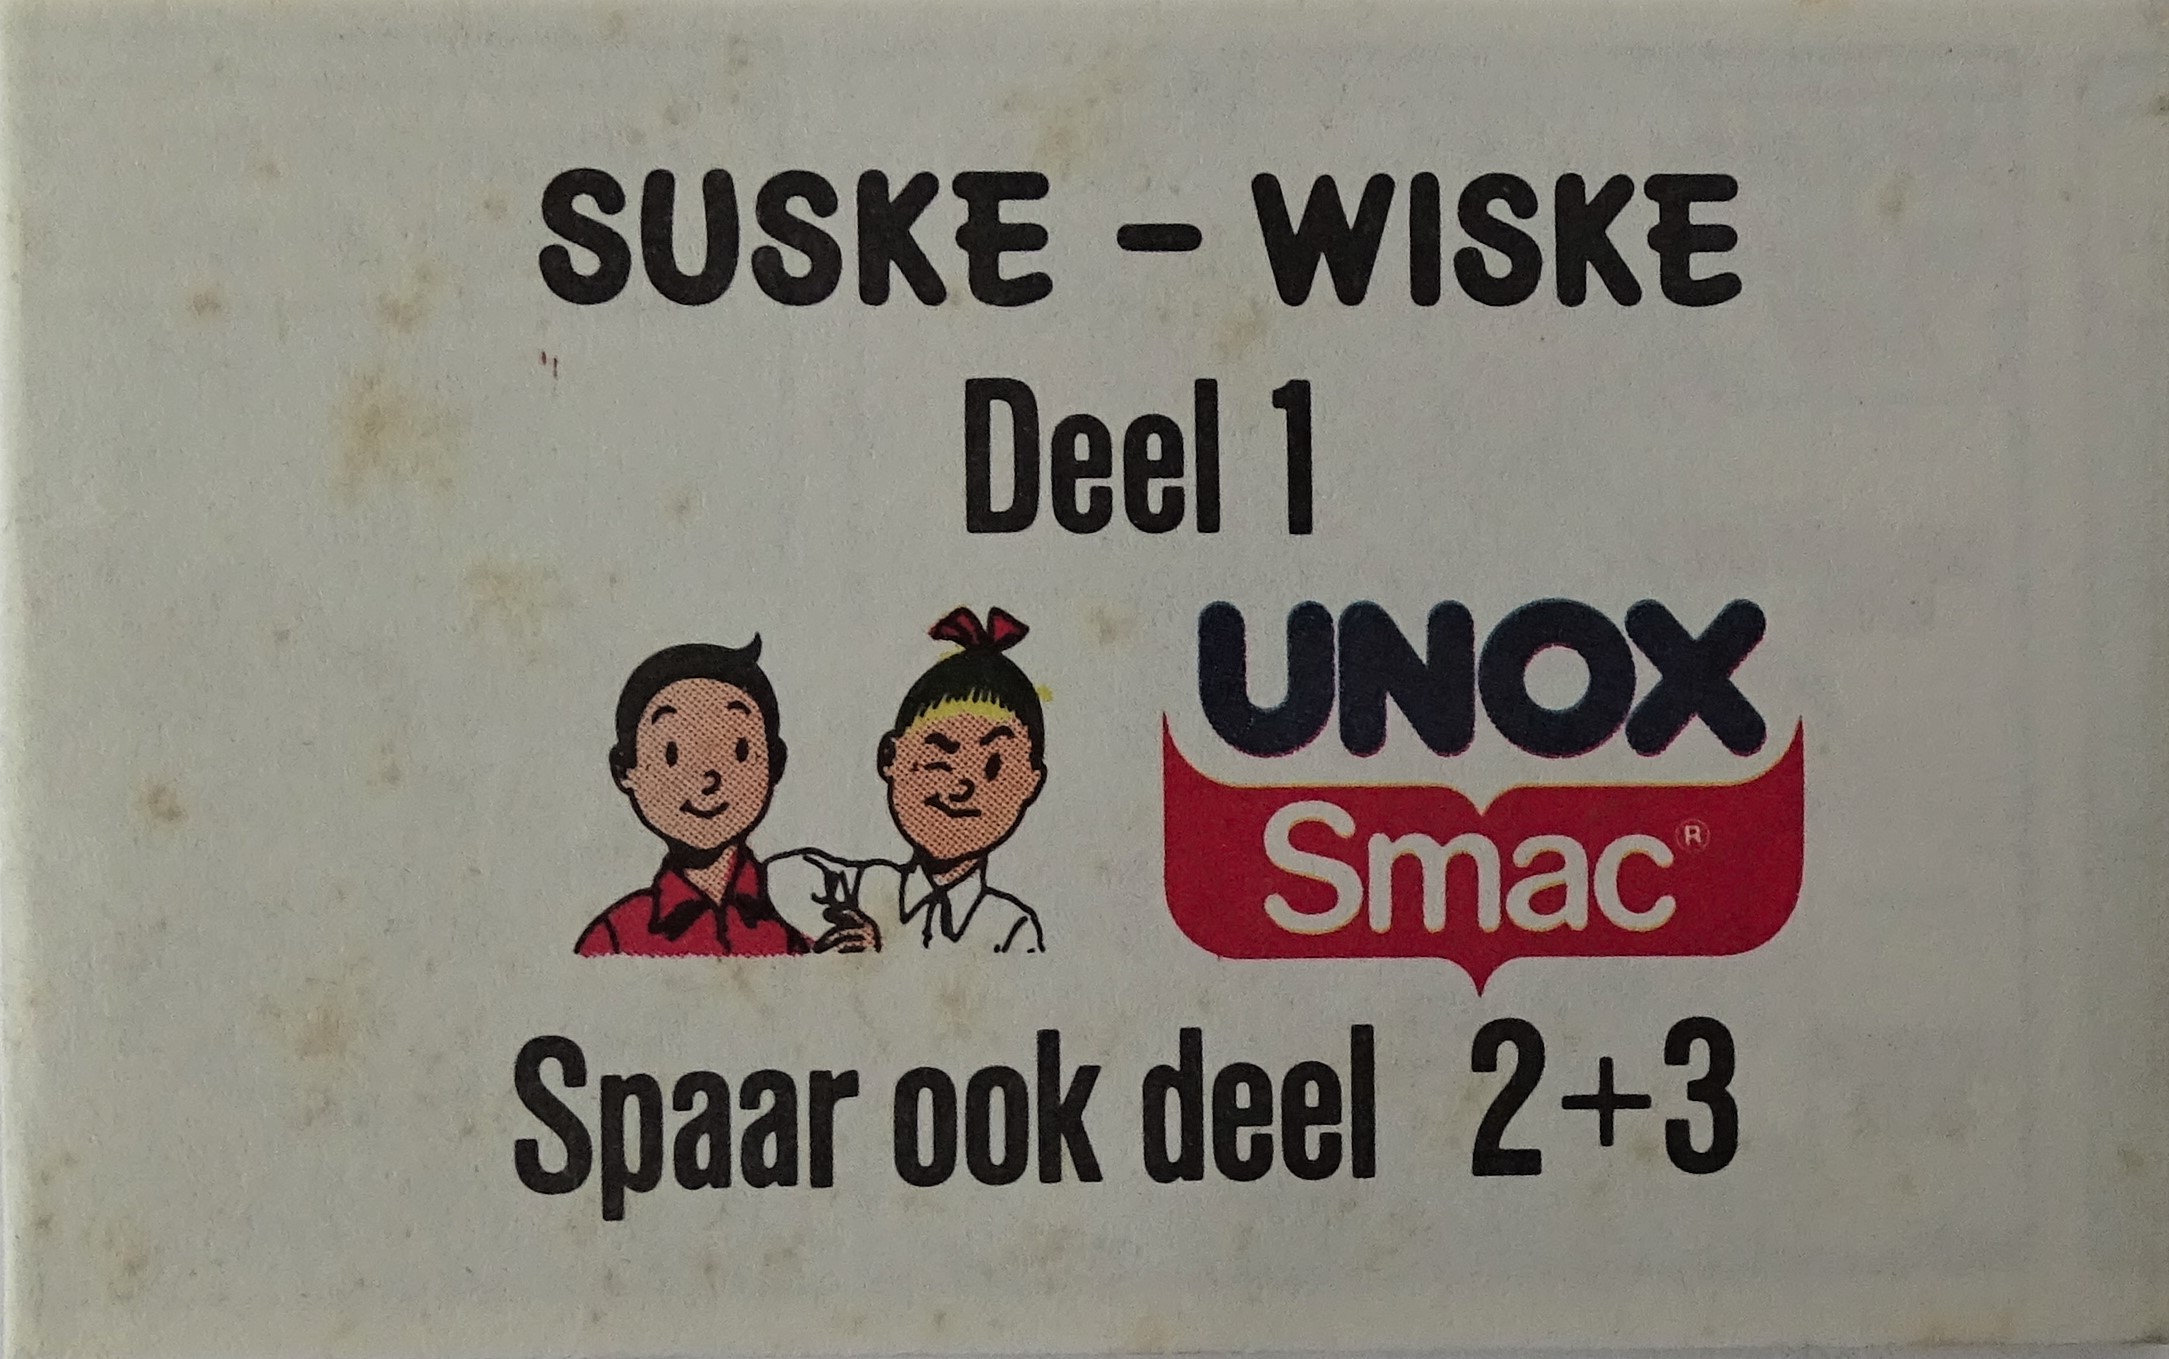 SUSKE - WISKE
Deel 1
UNOX
Smac®
Spaar ook deel 2+3